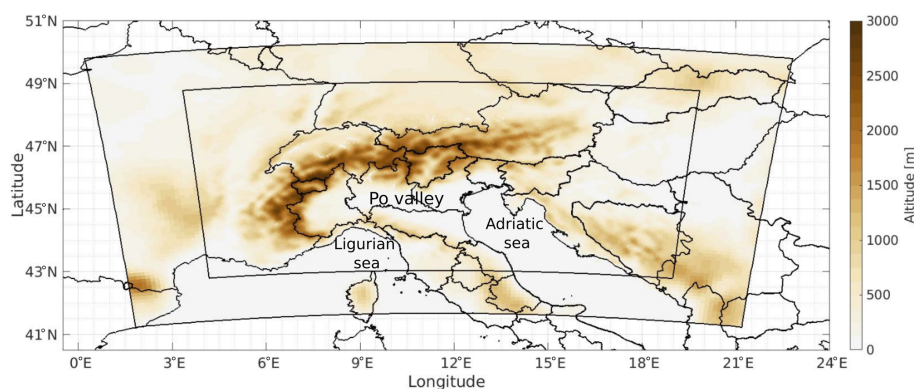 51°N
49°N
47°N
45°N
43°N
41°N
Latitude
Po valley
Adriatic
sea
Ligurian
sea
0°E
3°E
6°E
9°E
12°E
15°E
18°E
21°E
24°E
Longitude
3000
2500
2000
1500
1000
500
0
Altitude [m]